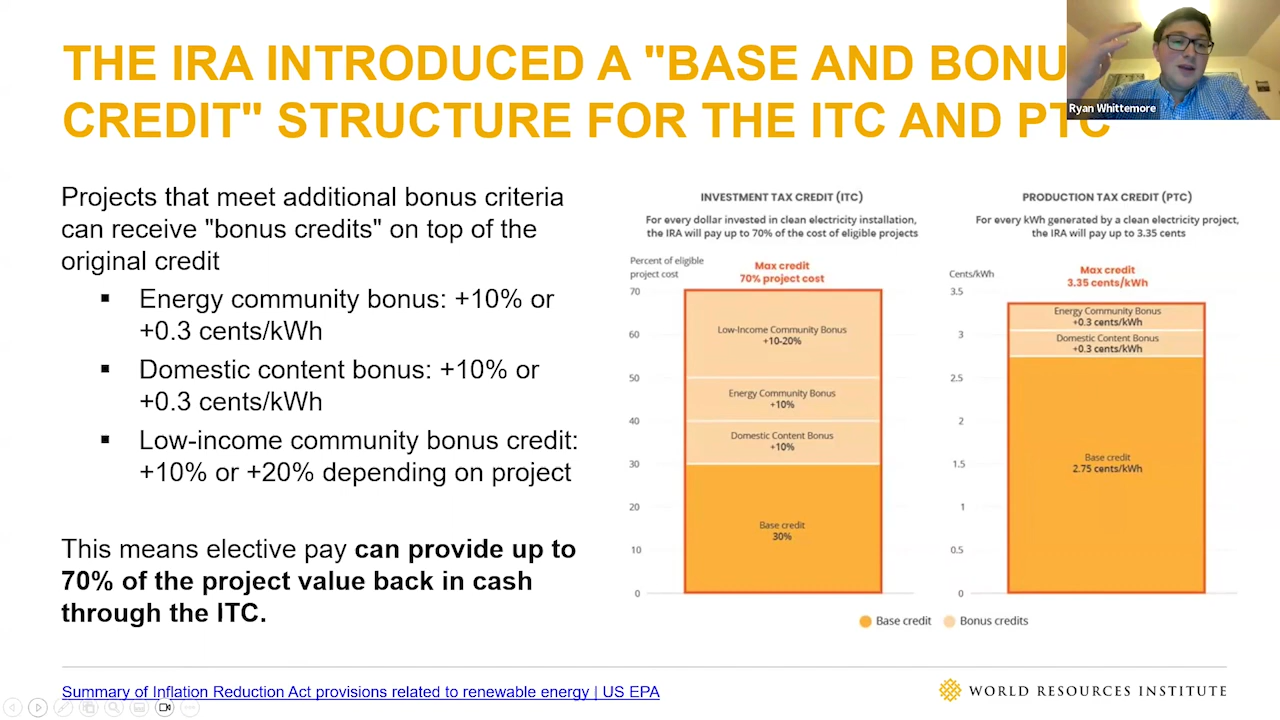 THE IRA INTRODUCED A "BASE AND BONU
CREDIT" STRUCTURE FOR THE ITC AND PTC
Ryan Whittemore
Projects that meet additional bonus criteria
can receive "bonus credits" on top of the
original credit
▪ Energy community bonus: +10% or
+0.3 cents/kWh
▪ Domestic content bonus: +10% or
+0.3 cents/kWh
▪ Low-income community bonus credit:
+10% or +20% depending on project
This means elective pay can provide up to
70% of the project value back in cash
through the ITC.
INVESTMENT TAX CREDIT (ITC)
For every dollar invested in clean electricity installation,
the IRA will pay up to 70% of the cost of eligible projects
Percent of eligible
project cost
Max credit
70% project cost
70
60
50
40
30
20
10
0
Low-Income Community Bonus
+10-20%
Energy Community Bonus
+10%
Domestic Content Bonus
+10%
Base credit
30%
PRODUCTION TAX CREDIT (PTC)
For every kWh generated by a clean electricity project,
the IRA will pay up to 3.35 cents
Cents/kWh
Max credit
3.35 cents/kWh
3.5
3
2.5
2
1.5
1
0.5
0
Energy Community Bonus
+0.3 cents/kWh
Domestic Content Bonus
+0.3 cents/kWh
Base credit
2.75 cents/kWh
Base credit
Bonus credits
Summary of Inflation Reduction Act provisions related to renewable energy | US EPA
WORLD RESOURCES INSTITUTE